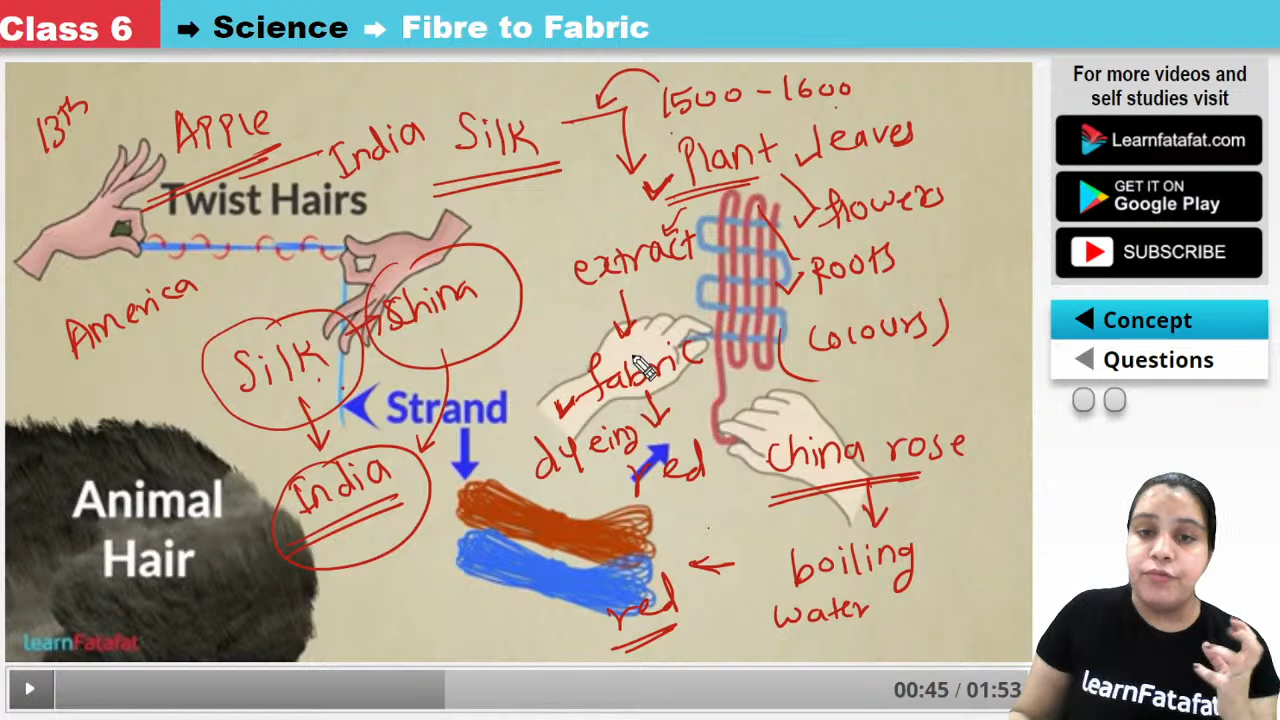 Class 6
Science
Fibre to Fabric
For more videos and
self studies visit
Learnfatafat.com
GET IT ON
Google Play
SUBSCRIBE
Concept
Questions
13th
Apple
India
Silk
1500-1600
Plant
leaves
flowers
Roots
(colours)
Twist Hairs
extract
America
Silk
China
fabric
Strand
dyeing
red
China rose
India
Animal
Hair
boiling
water
red
learnFatafat
00:45 / 01:53
learnFatafat